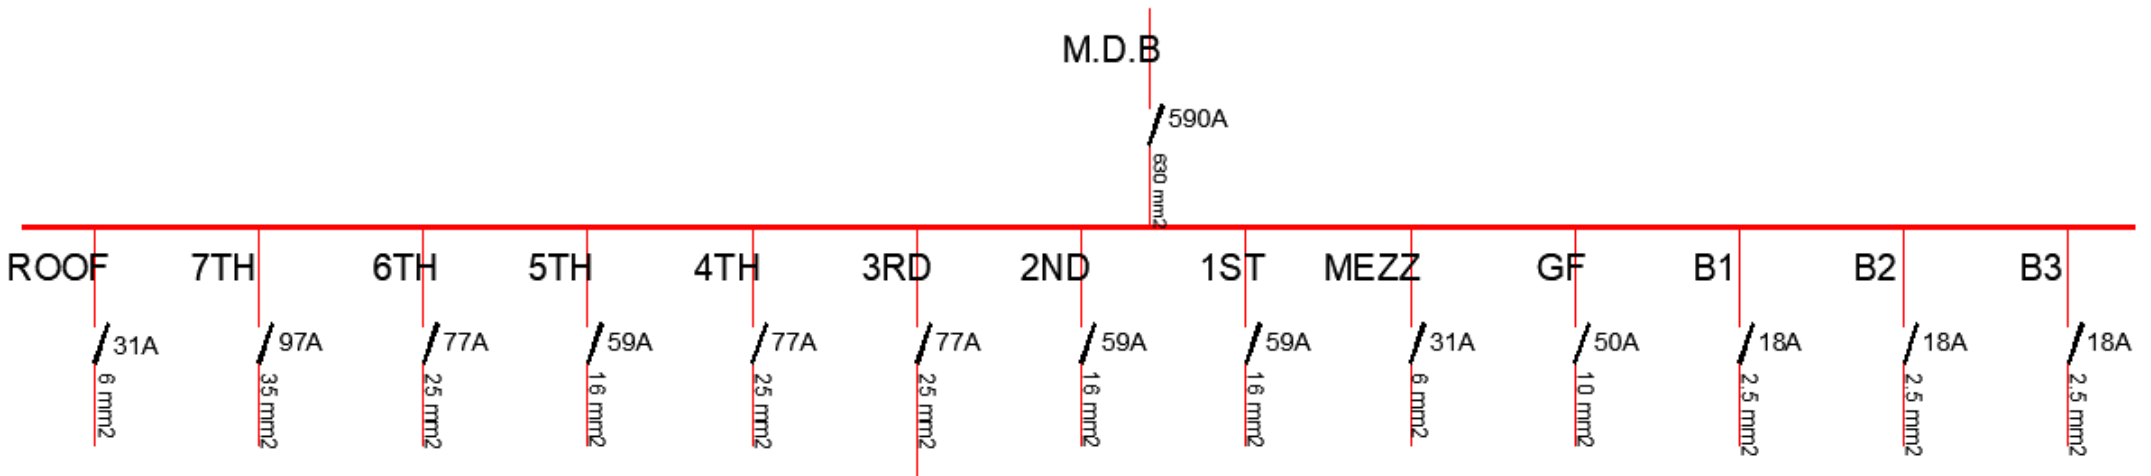 M.D.B
590A
630 mm2
ROOF 7TH 6TH 5TH 4TH 3RD 2ND 1ST MEZZ GF B1 B2 B3
31A 97A 77A 59A 77A 77A 59A 59A 31A 50A 18A 18A 18A
6 mm2 35 mm2 25 mm2 16 mm2 25 mm2 25 mm2 16 mm2 16 mm2 6 mm2 10 mm2 2.5 mm2 2.5 mm2 2.5 mm2